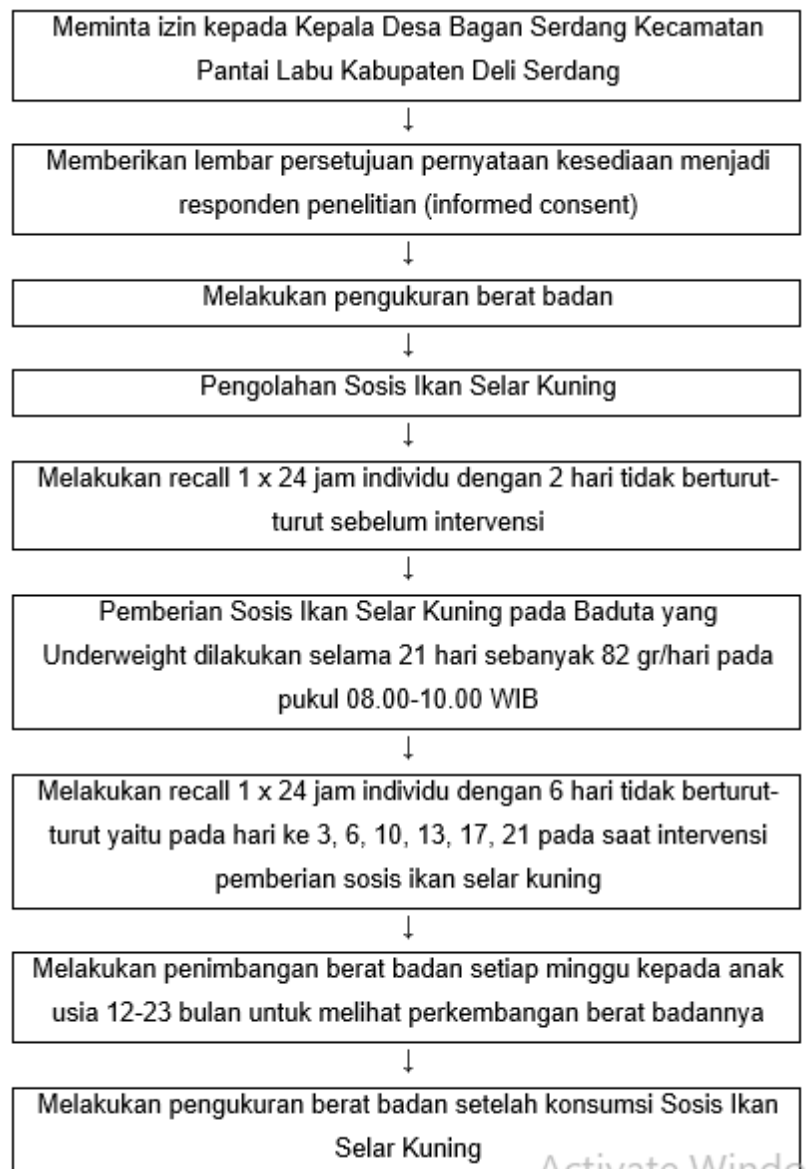 Meminta izin kepada Kepala Desa Bagan Serdang Kecamatan
Pantai Labu Kabupaten Deli Serdang
↓
Memberikan lembar persetujuan pernyataan kesediaan menjadi
responden penelitian (informed consent)
↓
Melakukan pengukuran berat badan
↓
Pengolahan Sosis Ikan Selar Kuning
↓
Melakukan recall 1 x 24 jam individu dengan 2 hari tidak berturut-
turut sebelum intervensi
↓
Pemberian Sosis Ikan Selar Kuning pada Baduta yang
Underweight dilakukan selama 21 hari sebanyak 82 gr/hari pada
pukul 08.00-10.00 WIB
↓
Melakukan recall 1 x 24 jam individu dengan 6 hari tidak berturut-
turut yaitu pada hari ke 3, 6, 10, 13, 17, 21 pada saat intervensi
pemberian sosis ikan selar kuning
↓
Melakukan penimbangan berat badan setiap minggu kepada anak
usia 12-23 bulan untuk melihat perkembangan berat badannya
↓
Melakukan pengukuran berat badan setelah konsumsi Sosis Ikan
Selar Kuning